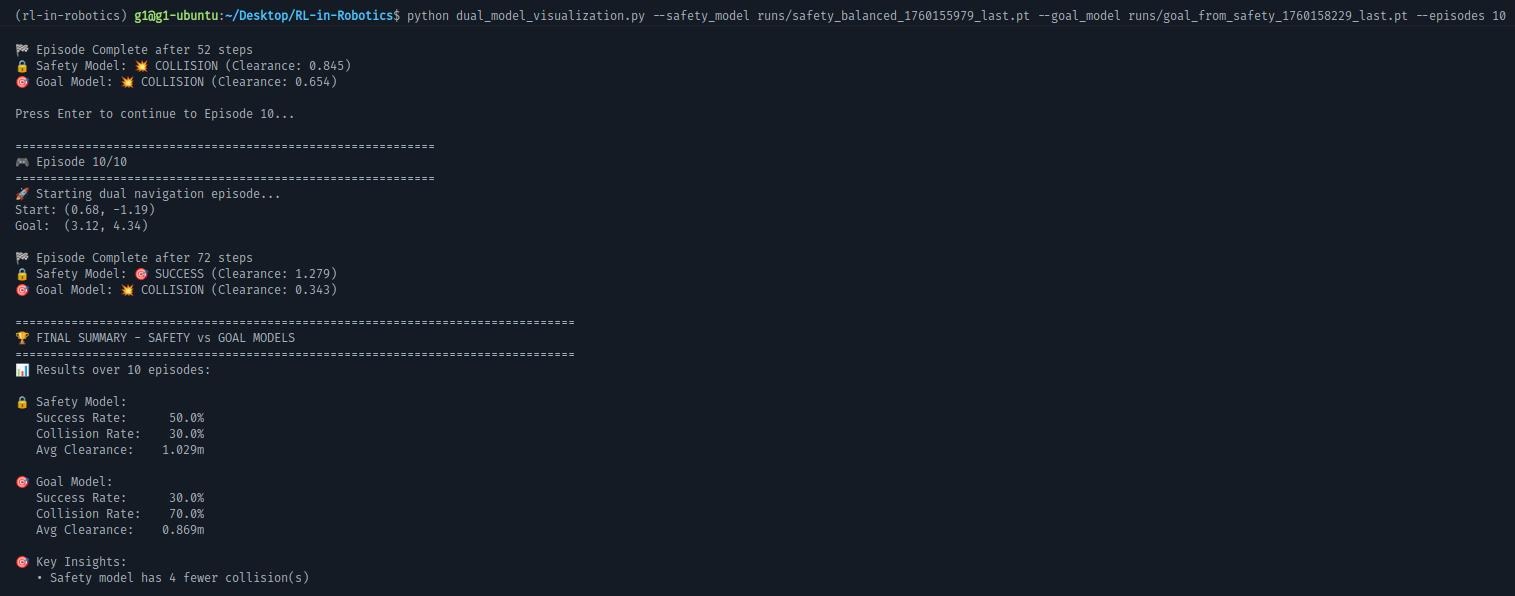 (rl-in-robotics) g1@g1-ubuntu:~/Desktop/RL-in-Robotics$ python dual_model_visualization.py --safety_model runs/safety_balanced_1760155979_last.pt --goal_model runs/goal_from_safety_1760158229_last.pt --episodes 10
🏁 Episode Complete after 52 steps
🔒 Safety Model: 💥 COLLISION (Clearance: 0.845)
🎯 Goal Model: 💥 COLLISION (Clearance: 0.654)
Press Enter to continue to Episode 10...
============================================================
🎮 Episode 10/10
============================================================
🚀 Starting dual navigation episode...
Start: (0.68, -1.19)
Goal:  (3.12, 4.34)
🏁 Episode Complete after 72 steps
🔒 Safety Model: 🎯 SUCCESS (Clearance: 1.279)
🎯 Goal Model: 💥 COLLISION (Clearance: 0.343)
================================================================================
🏆 FINAL SUMMARY - SAFETY vs GOAL MODELS
================================================================================
📊 Results over 10 episodes:
🔒 Safety Model:
   Success Rate:      50.0%
   Collision Rate:    30.0%
   Avg Clearance:    1.029m
🎯 Goal Model:
   Success Rate:      30.0%
   Collision Rate:    70.0%
   Avg Clearance:    0.869m
🎯 Key Insights:
   • Safety model has 4 fewer collision(s)